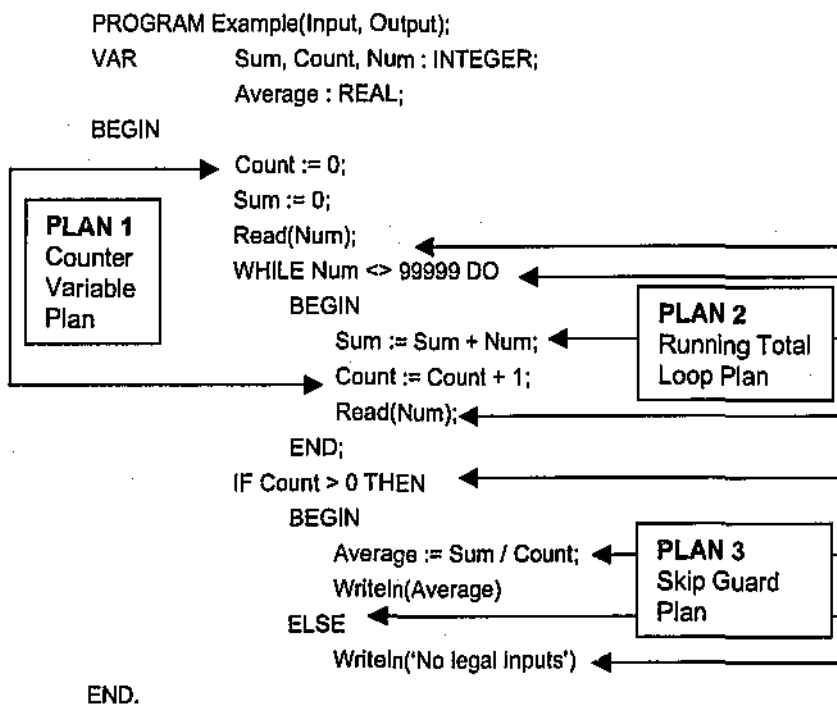 PROGRAM Example(Input, Output);
VAR Sum, Count, Num : INTEGER;
Average : REAL;
BEGIN
Count := 0;
Sum := 0;
Read(Num);
WHILE Num <> 99999 DO
BEGIN
Sum := Sum + Num;
Count := Count + 1;
Read(Num);
END;
IF Count > 0 THEN
BEGIN
Average := Sum / Count;
Writeln(Average)
ELSE
Writeln('No legal inputs')
END.
PLAN 1
Counter
Variable
Plan
PLAN 2
Running Total
Loop Plan
PLAN 3
Skip Guard
Plan